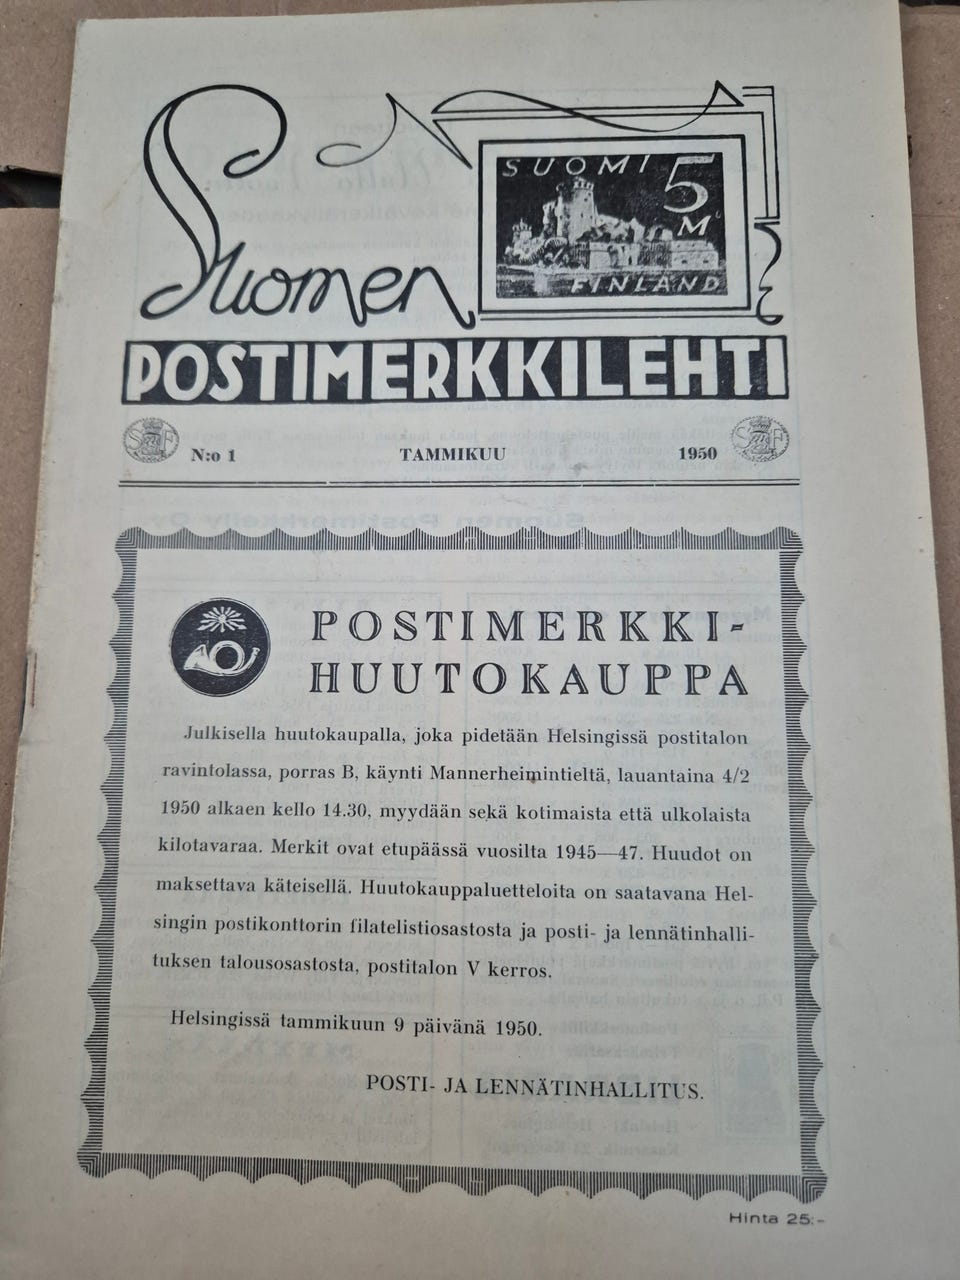 Suomen
SUOMI 5
M
FINLAND
POSTIMERKKILEHTI
N:o 1 TAMMIKUU 1950
POSTIMERKKI-
HUUTOKAUPPA
Julkisella huutokaupalla, joka pidetään Helsingissä postitalon
ravintolassa, porras B, käynti Mannerheimintieltä, lauantaina 4/2
1950 alkaen kello 14.30, myydään sekä kotimaista että ulkolaista
kilotavaraa. Merkit ovat etupäässä vuosilta 1945—47. Huudot on
maksettava käteisellä. Huutokauppaluetteloita on saatavana Hel-
singin postikonttorin filatelistiosastosta ja posti- ja lennätinhalli-
tuksen talousosastosta, postitalon V kerros.
Helsingissä tammikuun 9 päivänä 1950.
POSTI- JA LENNÄTINHALLITUS.
Hinta 25:-